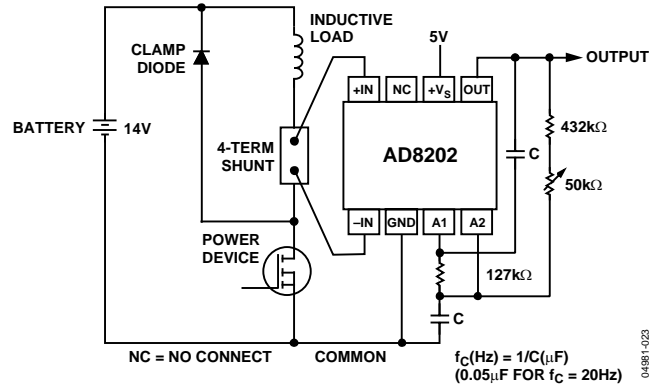 INDUCTIVE
LOAD
CLAMP
DIODE
5V
OUTPUT
+IN
NC
+VS
OUT
BATTERY
14V
4-TERM
SHUNT
AD8202
C
432kΩ
50kΩ
–IN
GND
A1
A2
POWER
DEVICE
127kΩ
C
NC = NO CONNECT
COMMON
fC(Hz) = 1/C(μF)
(0.05μF FOR fC = 20Hz)
04981-023